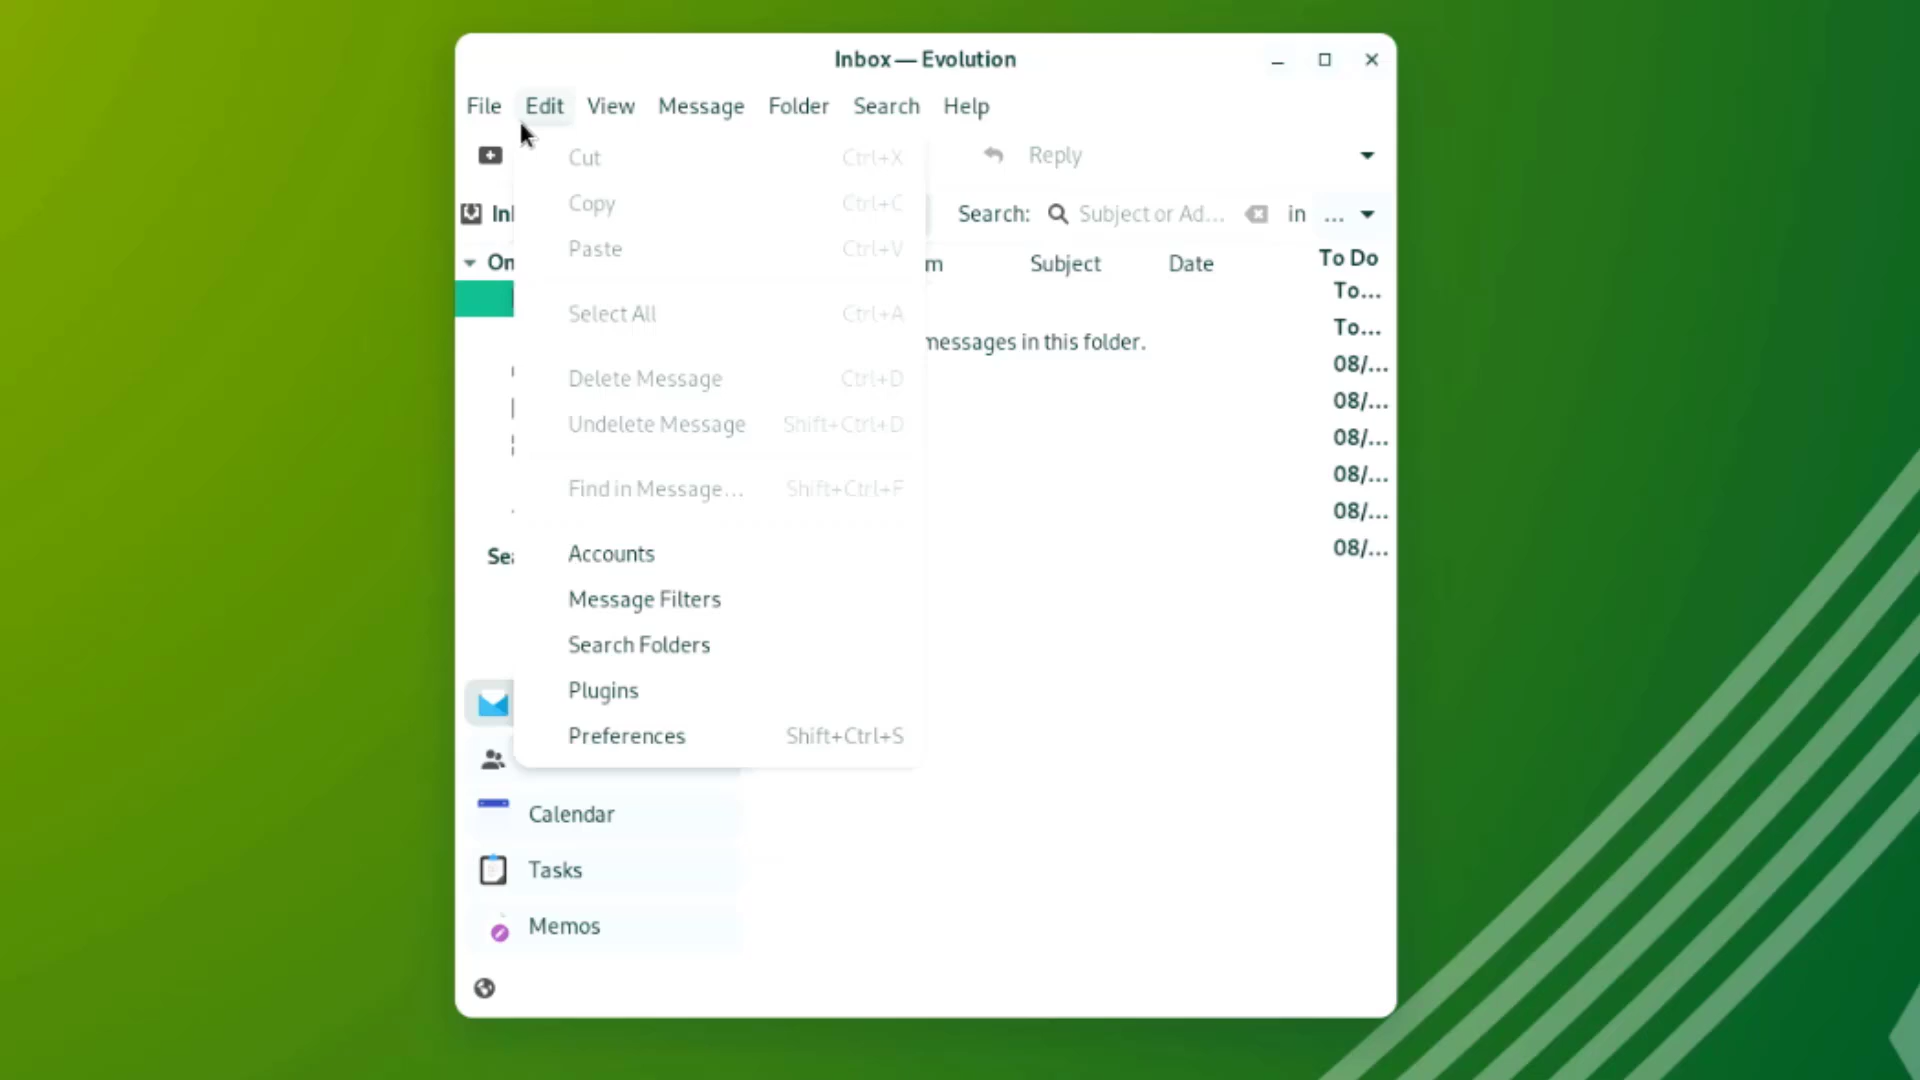 Inbox — Evolution
File Edit View Message Folder Search Help
Reply
Search: Subject or Ad... in ...
Subject Date To Do
To...
To...
messages in this folder.
08/...
08/...
08/...
08/...
08/...
08/...
Cut Ctrl+X
Copy Ctrl+C
Paste Ctrl+V
Select All Ctrl+A
Delete Message Ctrl+D
Undelete Message Shift+Ctrl+D
Find in Message... Shift+Ctrl+F
Accounts
Message Filters
Search Folders
Plugins
Preferences Shift+Ctrl+S
Calendar
Tasks
Memos